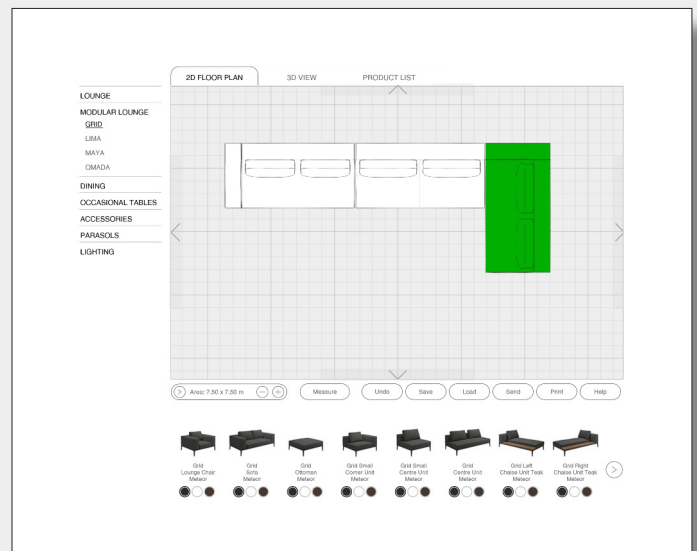 2D FLOOR PLAN
3D VIEW
PRODUCT LIST
LOUNGE
MODULAR LOUNGE
GRID
LIMA
MAYA
OMADA
DINING
OCCASIONAL TABLES
ACCESSORIES
PARASOLS
LIGHTING
Area: 7.50 x 7.50 m
Measure
Undo
Save
Load
Send
Print
Help
Grid
Lounge Chair
Meteor
Grid
Sofa
Meteor
Grid
Ottoman
Meteor
Grid Small
Corner Unit
Meteor
Grid Small
Centre Unit
Meteor
Grid
Centre Unit
Meteor
Grid Left
Chaise Unit Teak
Meteor
Grid Right
Chaise Unit Teak
Meteor